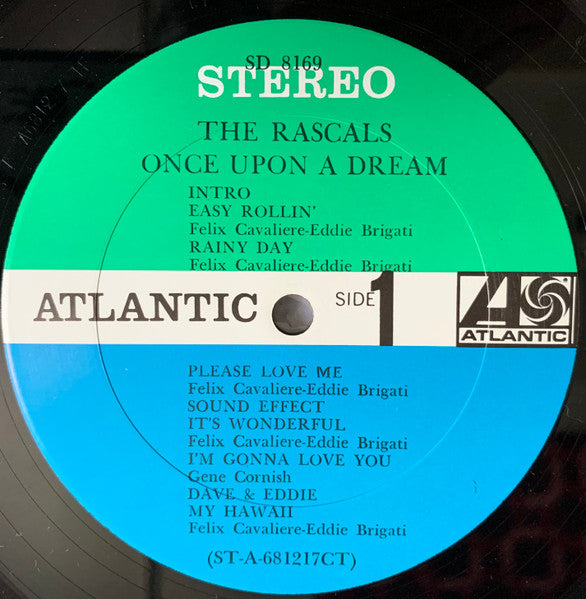 SD 8169
STEREO
THE RASCALS
ONCE UPON A DREAM
INTRO
EASY ROLLIN'
Felix Cavaliere-Eddie Brigati
RAINY DAY
Felix Cavaliere-Eddie Brigati
ATLANTIC
SIDE 1
ATLANTIC
PLEASE LOVE ME
Felix Cavaliere-Eddie Brigati
SOUND EFFECT
IT'S WONDERFUL
Felix Cavaliere-Eddie Brigati
I'M GONNA LOVE YOU
Gene Cornish
DAVE & EDDIE
MY HAWAII
Felix Cavaliere-Eddie Brigati
(ST-A-681217CT)